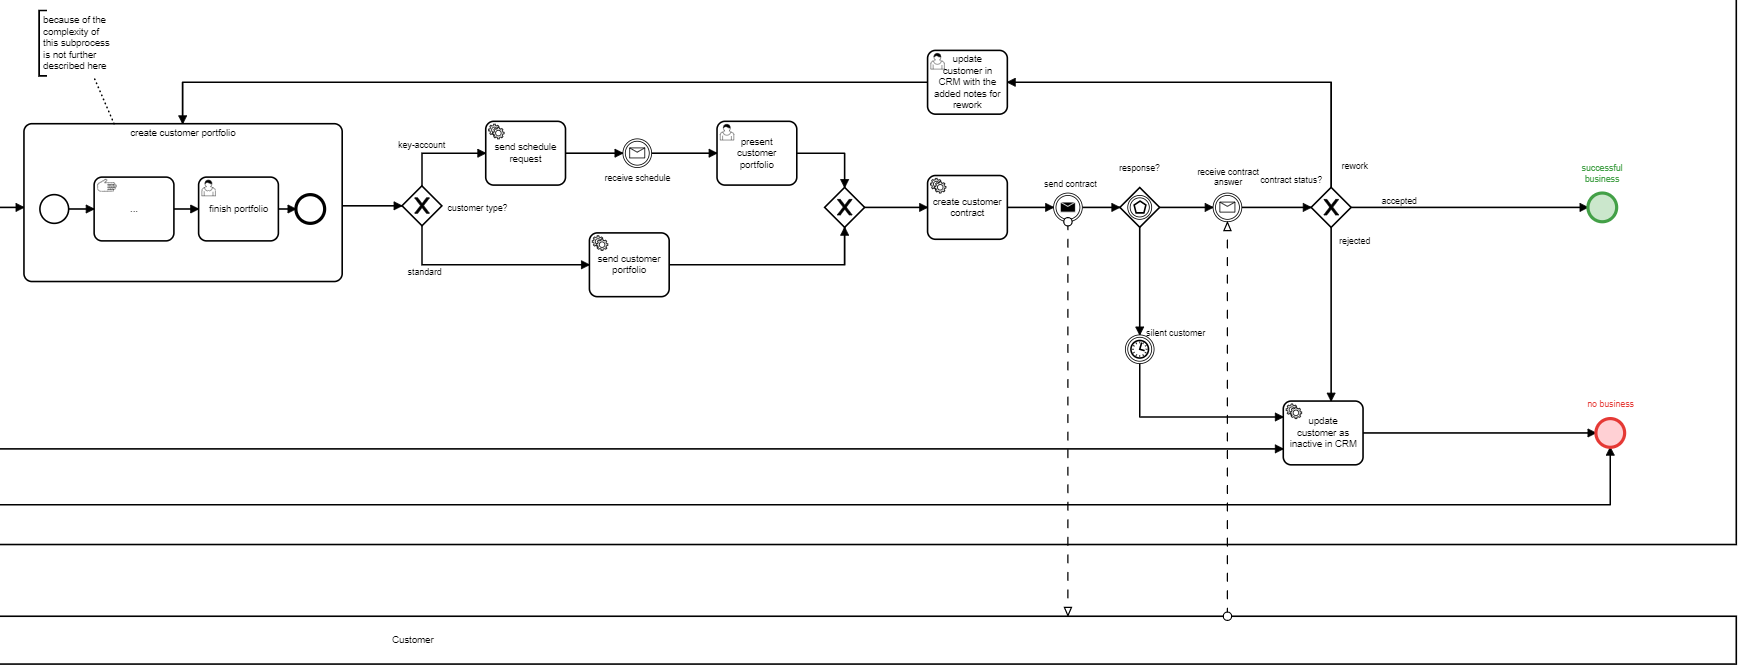 because of the
complexity of
this subprocess
is not further
described here
create customer portfolio
...
finish portfolio
key-account
customer type?
standard
send schedule
request
receive schedule
present
customer
portfolio
send customer
portfolio
update
customer in
CRM with the
added notes for
rework
create customer
contract
send contract
response?
receive contract
answer
contract status?
rework
accepted
rejected
successful
business
silent customer
update
customer as
inactive in CRM
no business
Customer